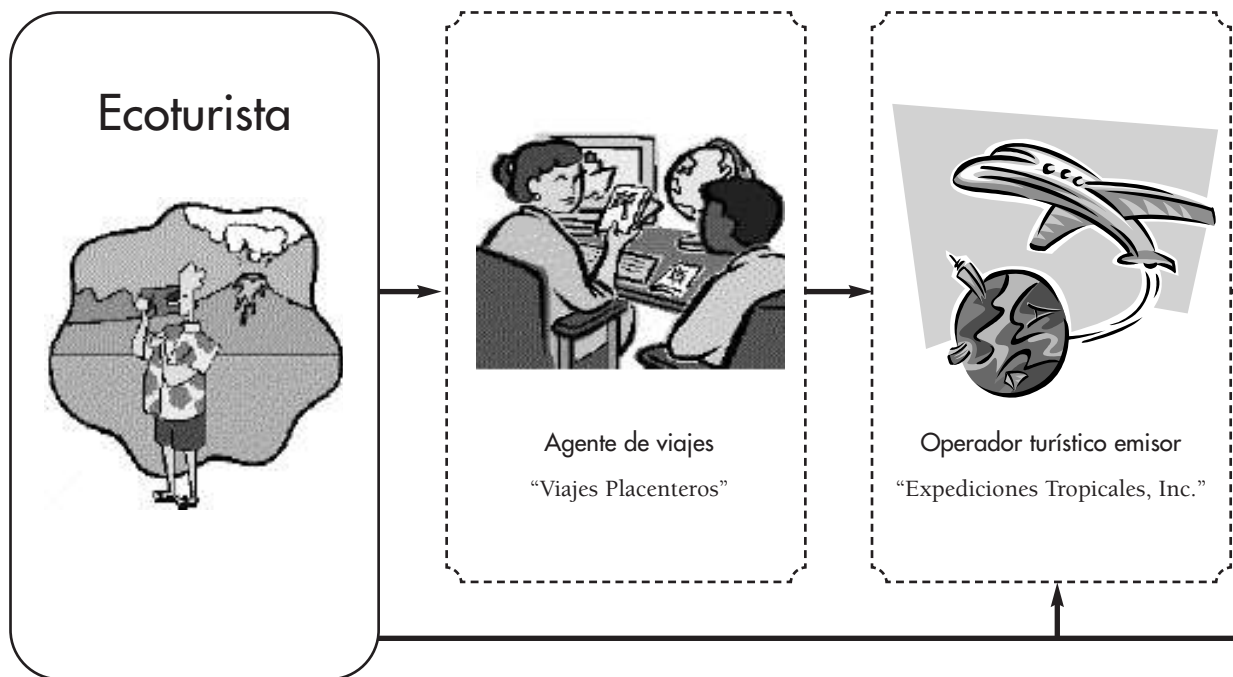 Ecoturista
Agente de viajes
“Viajes Placenteros”
Operador turístico emisor
“Expediciones Tropicales, Inc.”